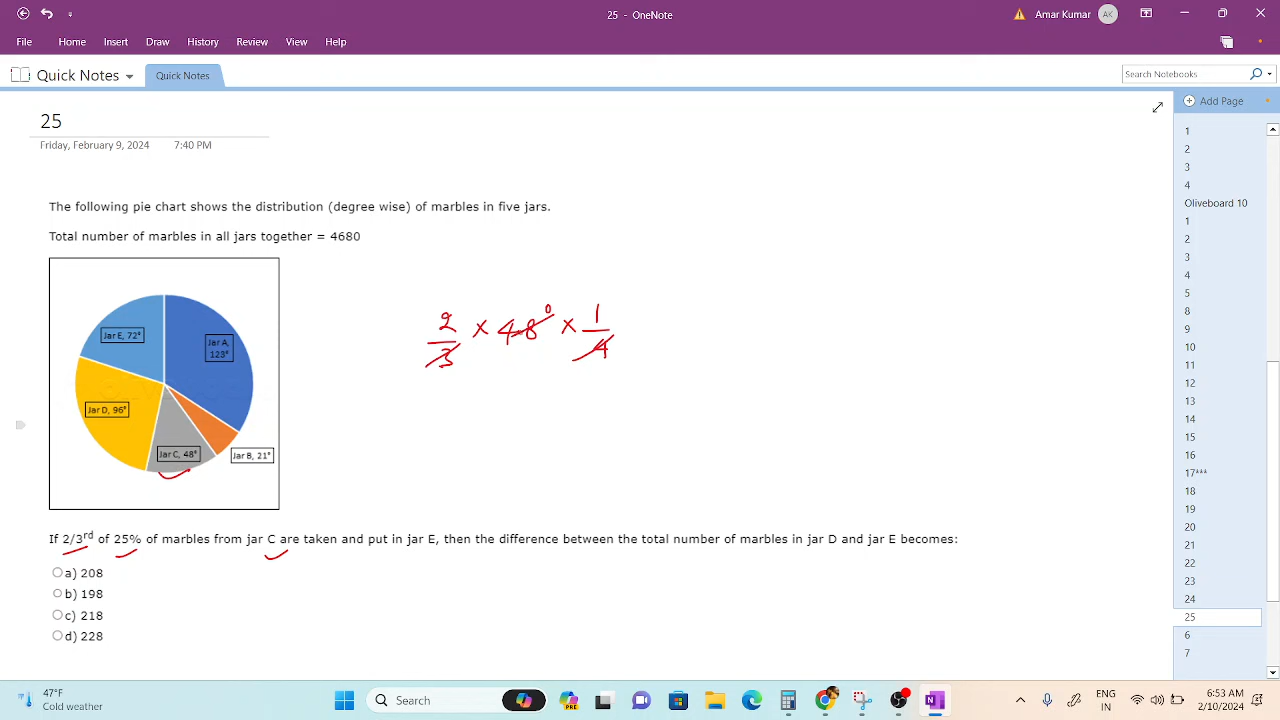 25 - OneNote
Amar Kumar AK
File Home Insert Draw History Review View Help
Quick Notes Quick Notes Search Notebooks
25
Add Page
Friday, February 9, 2024 7:40 PM
The following pie chart shows the distribution (degree wise) of marbles in five jars.
Total number of marbles in all jars together = 4680
Jar E, 72°
Jar A, 123°
Jar D, 96°
Jar C, 48°
Jar B, 21°
2/3 × 48° × 1/4
If 2/3rd of 25% of marbles from jar C are taken and put in jar E, then the difference between the total number of marbles in jar D and jar E becomes:
a) 208
b) 198
c) 218
d) 228
1
2
3
4
Oliveboard 10
1
2
3
4
5
8
9
10
11
12
13
14
15
16
17***
18
19
20
21
22
23
24
25
6
7
47°F
Cold weather
Search
PRE
ENG
IN
6:53 AM
2/10/2024